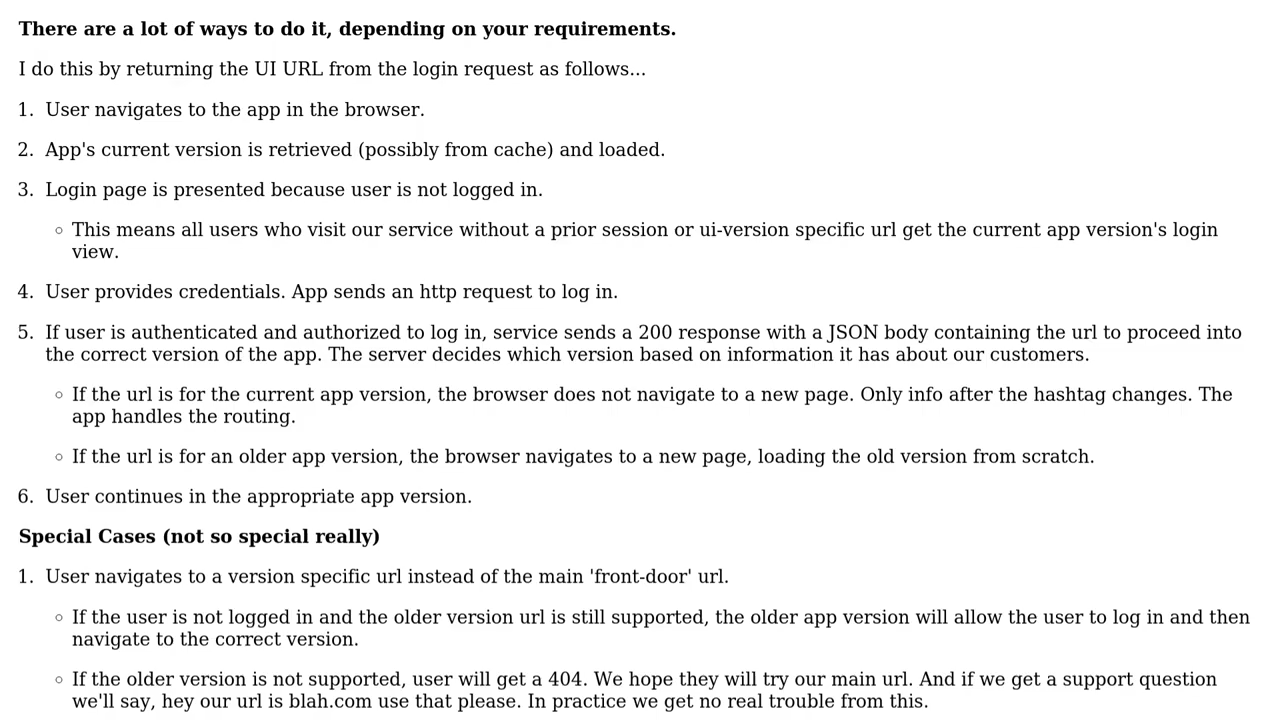 There are a lot of ways to do it, depending on your requirements.
I do this by returning the UI URL from the login request as follows...
1. User navigates to the app in the browser.
2. App's current version is retrieved (possibly from cache) and loaded.
3. Login page is presented because user is not logged in.
◦ This means all users who visit our service without a prior session or ui-version specific url get the current app version's login
view.
4. User provides credentials. App sends an http request to log in.
5. If user is authenticated and authorized to log in, service sends a 200 response with a JSON body containing the url to proceed into
the correct version of the app. The server decides which version based on information it has about our customers.
◦ If the url is for the current app version, the browser does not navigate to a new page. Only info after the hashtag changes. The
app handles the routing.
◦ If the url is for an older app version, the browser navigates to a new page, loading the old version from scratch.
6. User continues in the appropriate app version.
Special Cases (not so special really)
1. User navigates to a version specific url instead of the main 'front-door' url.
◦ If the user is not logged in and the older version url is still supported, the older app version will allow the user to log in and then
navigate to the correct version.
◦ If the older version is not supported, user will get a 404. We hope they will try our main url. And if we get a support question
we'll say, hey our url is blah.com use that please. In practice we get no real trouble from this.